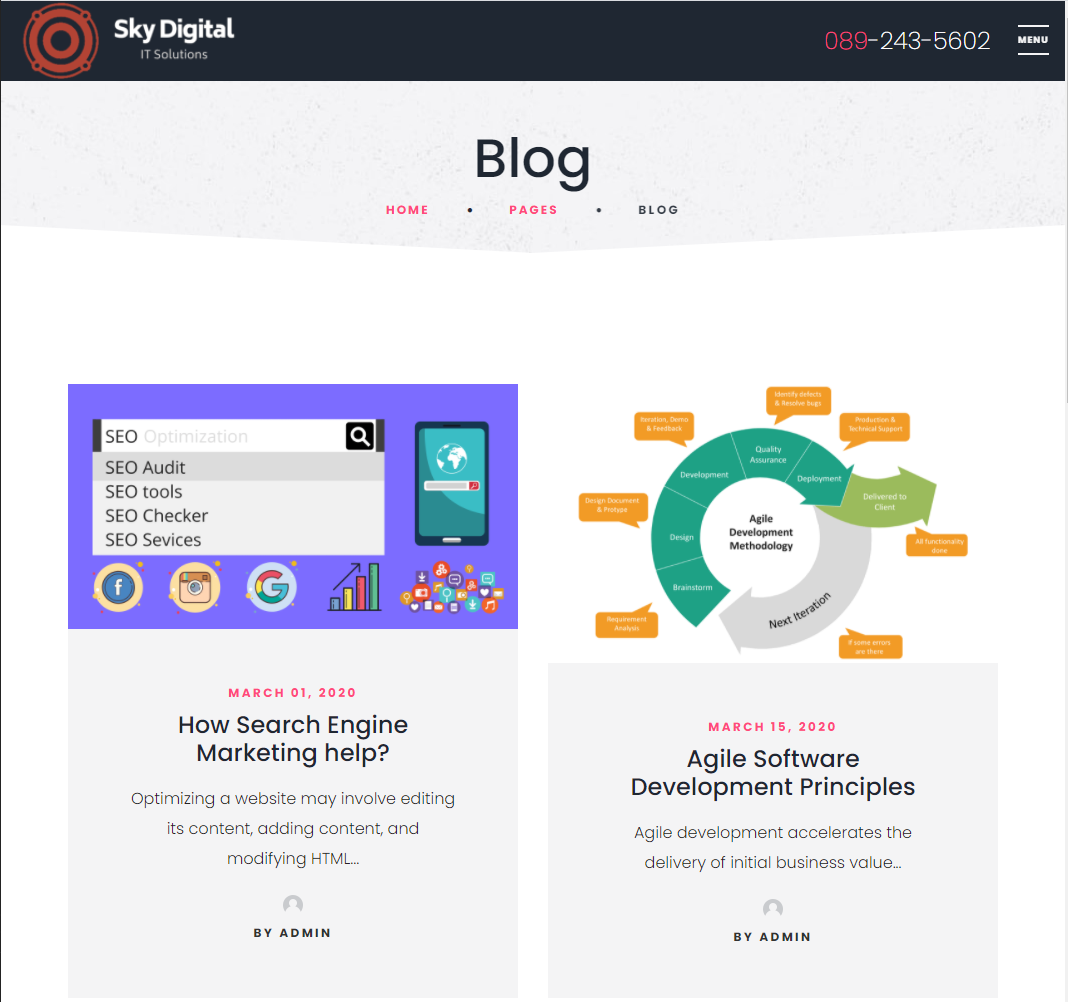 Sky Digital
IT Solutions
089-243-5602
MENU
Blog
HOME • PAGES • BLOG
SEO Optimization
SEO Audit
SEO tools
SEO Checker
SEO Sevices
MARCH 01, 2020
How Search Engine
Marketing help?
Optimizing a website may involve editing
its content, adding content, and
modifying HTML...
BY ADMIN
Identify defects
& Resolve bugs
Iteration, Demo
& Feedback
Production &
Technical Support
Quality
Assurance
Development
Deployment
Delivered to
Client
Design Document
& Protype
Agile
Development
Methodology
Design
All functionality
done
Brainstorm
Next Iteration
Requirement
Analysis
If some errors
are there
MARCH 15, 2020
Agile Software
Development Principles
Agile development accelerates the
delivery of initial business value...
BY ADMIN